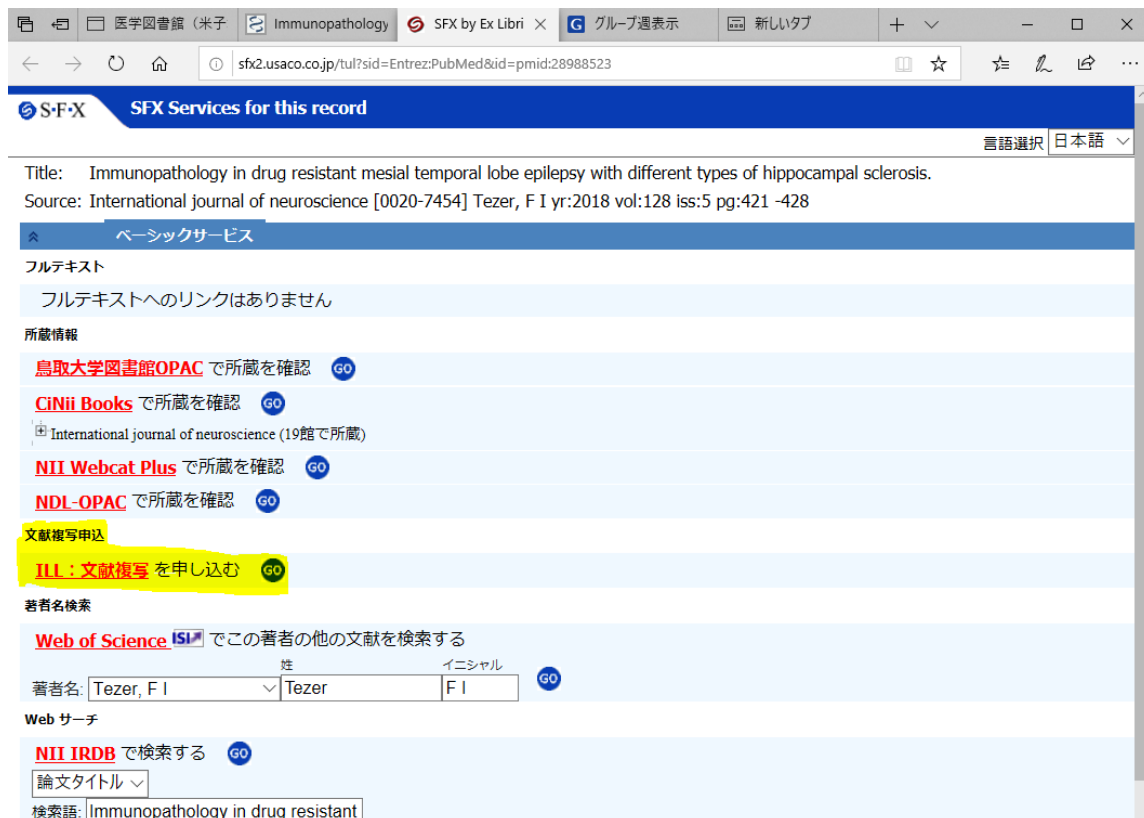 医学図書館（米子
Immunopathology
SFX by Ex Libri
グループ週表示
新しいタブ
sfx2.usaco.co.jp/tul?sid=Entrez:PubMed&id=pmid:28988523
S·F·X SFX Services for this record
言語選択 日本語
Title: Immunopathology in drug resistant mesial temporal lobe epilepsy with different types of hippocampal sclerosis.
Source: International journal of neuroscience [0020-7454] Tezer, F I yr:2018 vol:128 iss:5 pg:421 -428
ベーシックサービス
フルテキスト
フルテキストへのリンクはありません
所蔵情報
鳥取大学図書館OPAC で所蔵を確認 GO
CiNii Books で所蔵を確認 GO
International journal of neuroscience (19館で所蔵)
NII Webcat Plus で所蔵を確認 GO
NDL-OPAC で所蔵を確認 GO
文献複写申込
ILL：文献複写 を申し込む GO
著者名検索
Web of Science ISI でこの著者の他の文献を検索する
姓 イニシャル
著者名: Tezer, F I Tezer F I GO
Web サーチ
NII IRDB で検索する GO
論文タイトル
検索語: Immunopathology in drug resistant